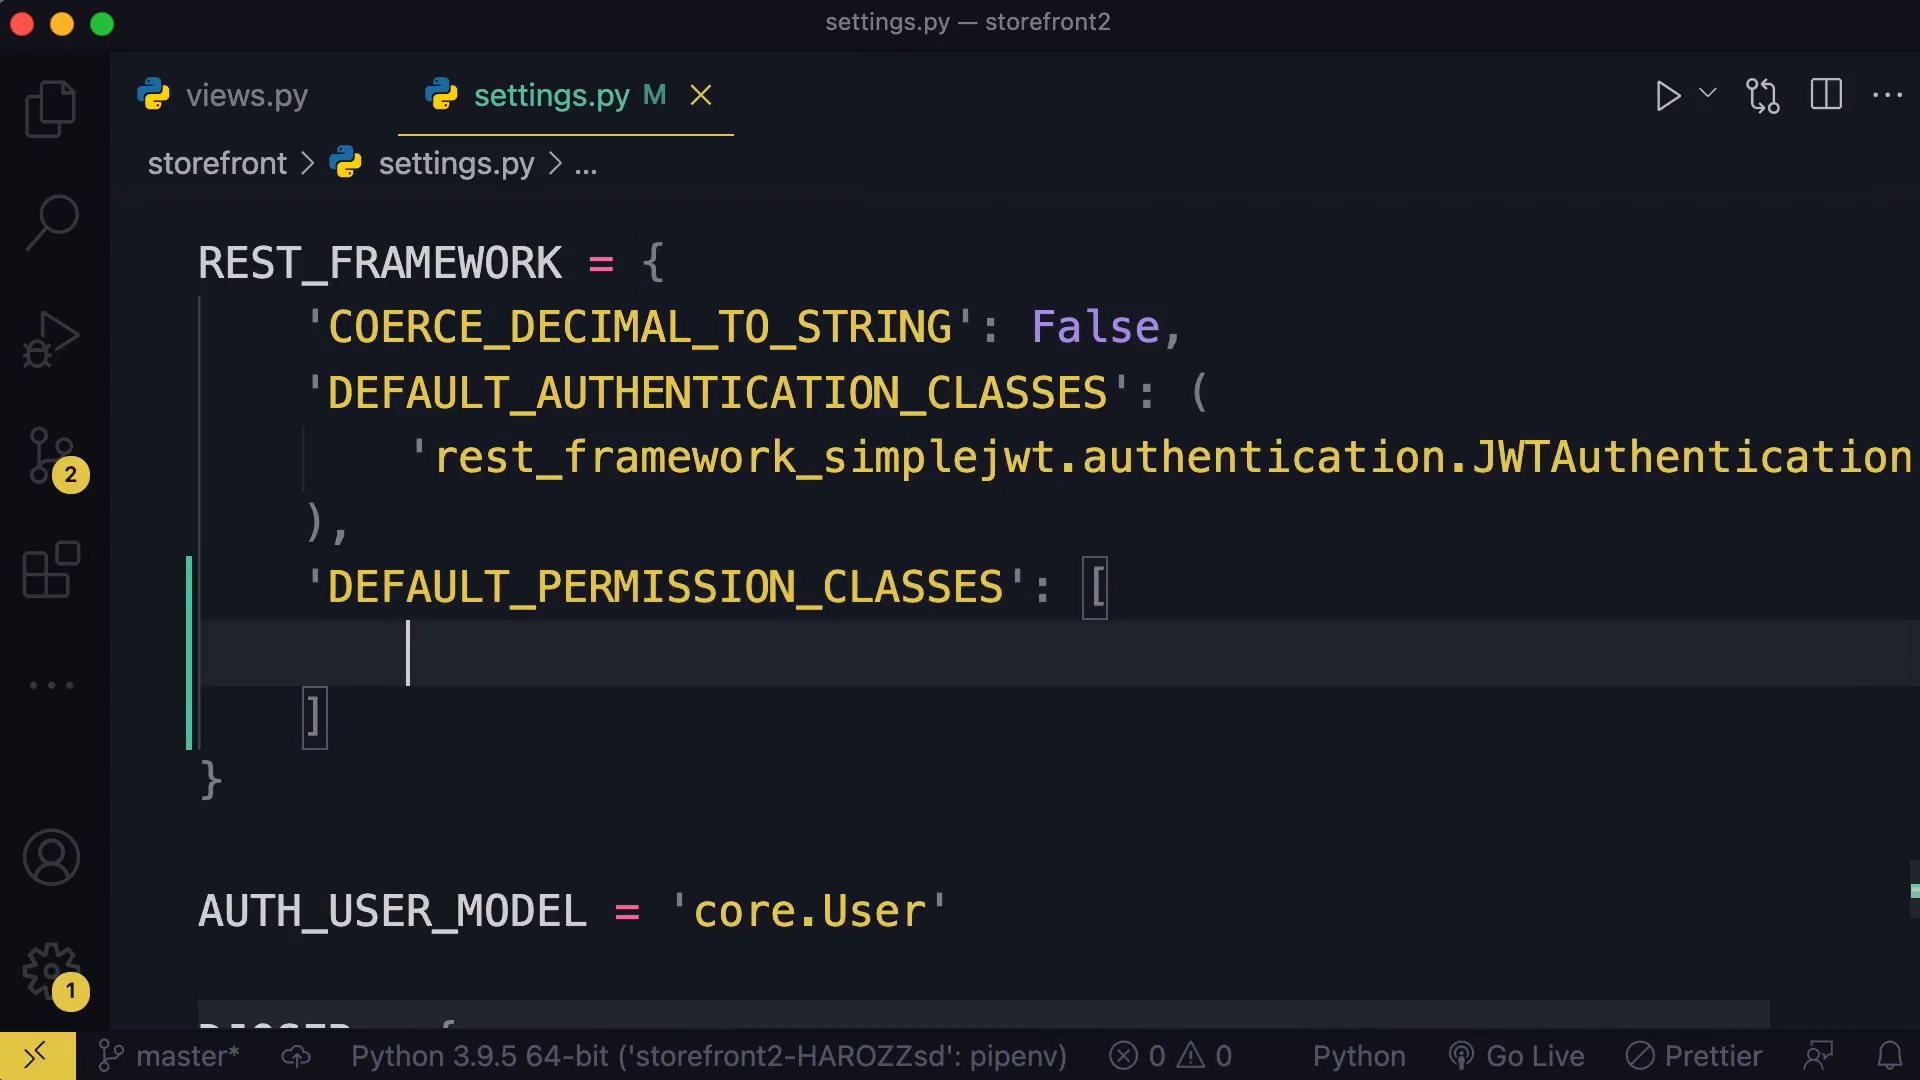 settings.py — storefront2
views.py
settings.py M
storefront > settings.py > ...
REST_FRAMEWORK = {
'COERCE_DECIMAL_TO_STRING': False,
'DEFAULT_AUTHENTICATION_CLASSES': (
'rest_framework_simplejwt.authentication.JWTAuthentication
),
'DEFAULT_PERMISSION_CLASSES': [
]
}
AUTH_USER_MODEL = 'core.User'
2
1
master* Python 3.9.5 64-bit ('storefront2-HAROZZsd': pipenv) 0 0 Python Go Live Prettier